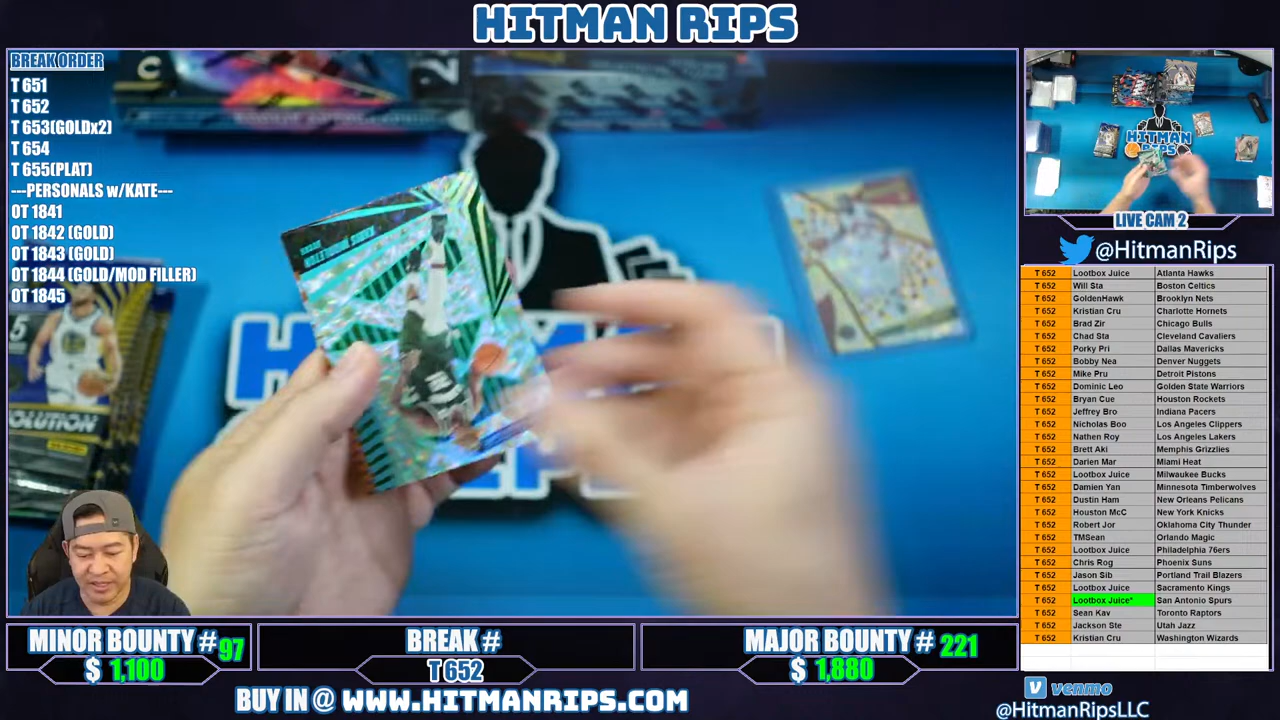 HITMAN RIPS
BREAK ORDER
T 651
T 652
T 653(GOLDx2)
T 654
T 655(PLAT)
---PERSONALS w/KATE---
OT 1841
OT 1842 (GOLD)
OT 1843 (GOLD)
OT 1844 (GOLD/MOD FILLER)
OT 1845
KHRIS MIDDLETON
LIVE CAM 2
@HitmanRips
T 652 Lootbox Juice Atlanta Hawks
T 652 Will Sta Boston Celtics
T 652 GoldenHawk Brooklyn Nets
T 652 Kristian Cru Charlotte Hornets
T 652 Brad Zir Chicago Bulls
T 652 Chad Sta Cleveland Cavaliers
T 652 Porky Pri Dallas Mavericks
T 652 Bobby Nea Denver Nuggets
T 652 Mike Pru Detroit Pistons
T 652 Dominic Leo Golden State Warriors
T 652 Bryan Cue Houston Rockets
T 652 Jeffrey Bro Indiana Pacers
T 652 Nicholas Boo Los Angeles Clippers
T 652 Nathen Roy Los Angeles Lakers
T 652 Brett Aki Memphis Grizzlies
T 652 Darien Mar Miami Heat
T 652 Lootbox Juice Milwaukee Bucks
T 652 Damien Yan Minnesota Timberwolves
T 652 Dustin Ham New Orleans Pelicans
T 652 Houston McC New York Knicks
T 652 Robert Jor Oklahoma City Thunder
T 652 TMSean Orlando Magic
T 652 Lootbox Juice Philadelphia 76ers
T 652 Chris Rog Phoenix Suns
T 652 Jason Sib Portland Trail Blazers
T 652 Lootbox Juice Sacramento Kings
T 652 Lootbox Juice* San Antonio Spurs
T 652 Sean Kav Toronto Raptors
T 652 Jackson Ste Utah Jazz
T 652 Kristian Cru Washington Wizards
MINOR BOUNTY # 97
$ 1,100
BREAK #
T 652
MAJOR BOUNTY # 221
$ 1,880
BUY IN @ WWW.HITMANRIPS.COM
venmo
@HitmanRipsLLC